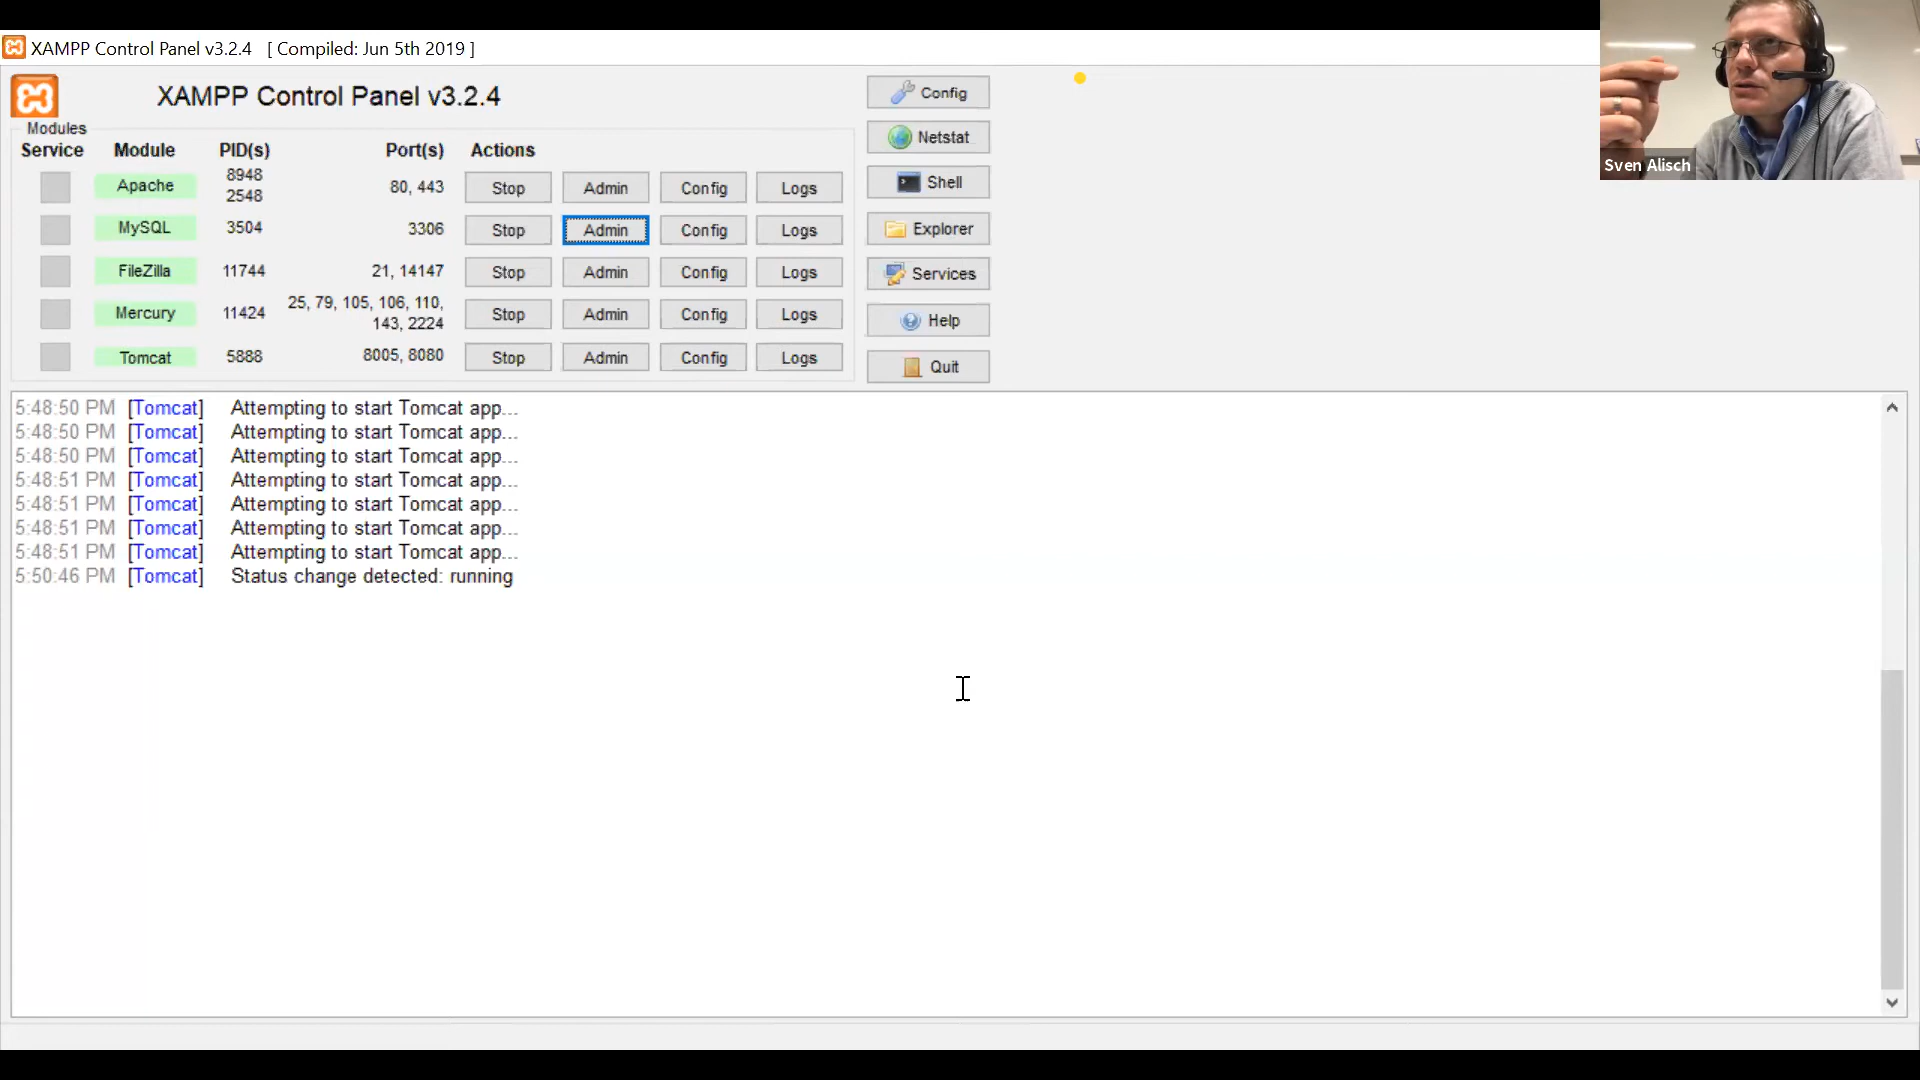 XAMPP Control Panel v3.2.4 [ Compiled: Jun 5th 2019 ]
XAMPP Control Panel v3.2.4
Modules
Service Module PID(s) Port(s) Actions
Apache 8948 2548 80, 443 Stop Admin Config Logs
MySQL 3504 3306 Stop Admin Config Logs
FileZilla 11744 21, 14147 Stop Admin Config Logs
Mercury 11424 25, 79, 105, 106, 110, 143, 2224 Stop Admin Config Logs
Tomcat 5888 8005, 8080 Stop Admin Config Logs
Config
Netstat
Shell
Explorer
Services
Help
Quit
Sven Alisch
5:48:50 PM [Tomcat] Attempting to start Tomcat app...
5:48:50 PM [Tomcat] Attempting to start Tomcat app...
5:48:50 PM [Tomcat] Attempting to start Tomcat app...
5:48:51 PM [Tomcat] Attempting to start Tomcat app...
5:48:51 PM [Tomcat] Attempting to start Tomcat app...
5:48:51 PM [Tomcat] Attempting to start Tomcat app...
5:48:51 PM [Tomcat] Attempting to start Tomcat app...
5:50:46 PM [Tomcat] Status change detected: running